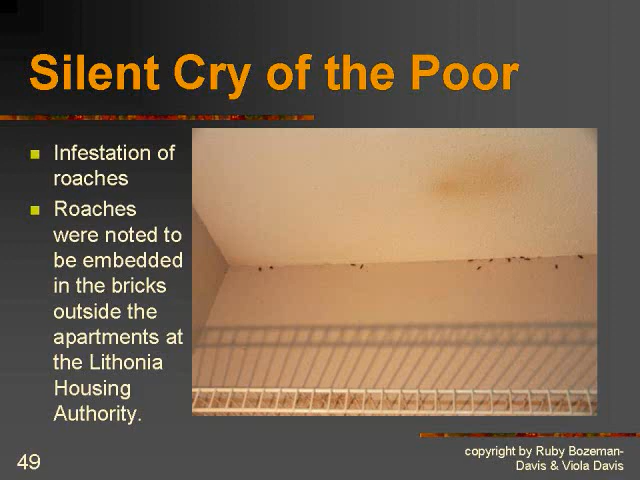 Silent Cry of the Poor
Infestation of
roaches
Roaches
were noted to
be embedded
in the bricks
outside the
apartments at
the Lithonia
Housing
Authority.
49
copyright by Ruby Bozeman-
Davis & Viola Davis